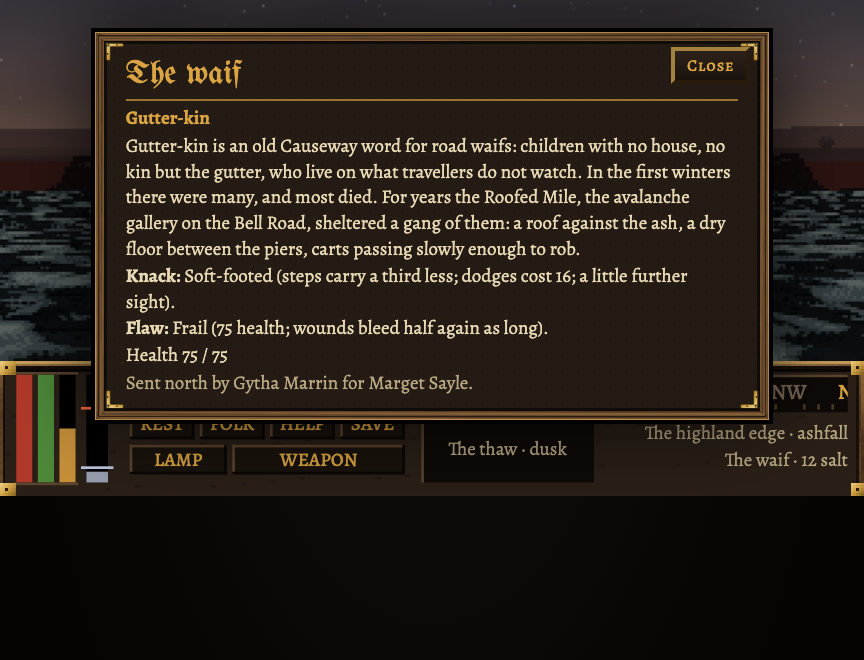 The waif
Close
Gutter-kin
Gutter-kin is an old Causeway word for road waifs: children with no house, no
kin but the gutter, who live on what travellers do not watch. In the first winters
there were many, and most died. For years the Roofed Mile, the avalanche
gallery on the Bell Road, sheltered a gang of them: a roof against the ash, a dry
floor between the piers, carts passing slowly enough to rob.
Knack: Soft-footed (steps carry a third less; dodges cost 16; a little further
sight).
Flaw: Frail (75 health; wounds bleed half again as long).
Health 75 / 75
Sent north by Gytha Marrin for Marget Sayle.
NW
REST FOLK HELP SAVE
LAMP WEAPON
The thaw · dusk
The highland edge · ashfall
The waif · 12 salt